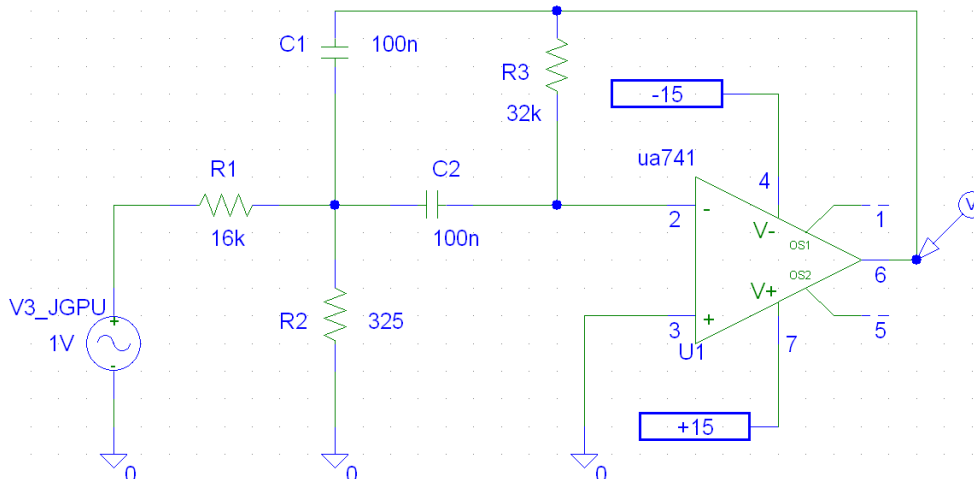 C1
100n
R3
32k
-15
ua741
R1
16k
C2
100n
4
2
-
V-
OS1
1
V
6
OS2
V+
5
3
+
U1
7
V3_JGPU
+
1V
-
R2
325
+15
0
0
0